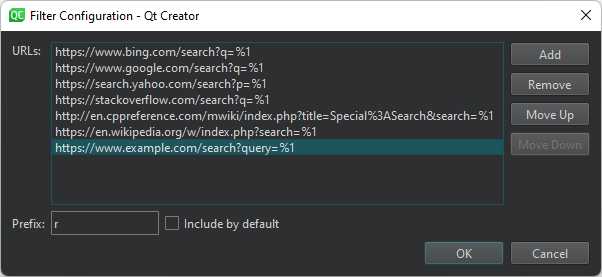 QC Filter Configuration - Qt Creator
URLs:
https://www.bing.com/search?q=%1
https://www.google.com/search?q=%1
https://search.yahoo.com/search?p=%1
https://stackoverflow.com/search?q=%1
http://en.cppreference.com/mwiki/index.php?title=Special%3ASearch&search=%1
https://en.wikipedia.org/w/index.php?search=%1
https://www.example.com/search?query=%1
Add
Remove
Move Up
Move Down
Prefix: r Include by default
OK Cancel